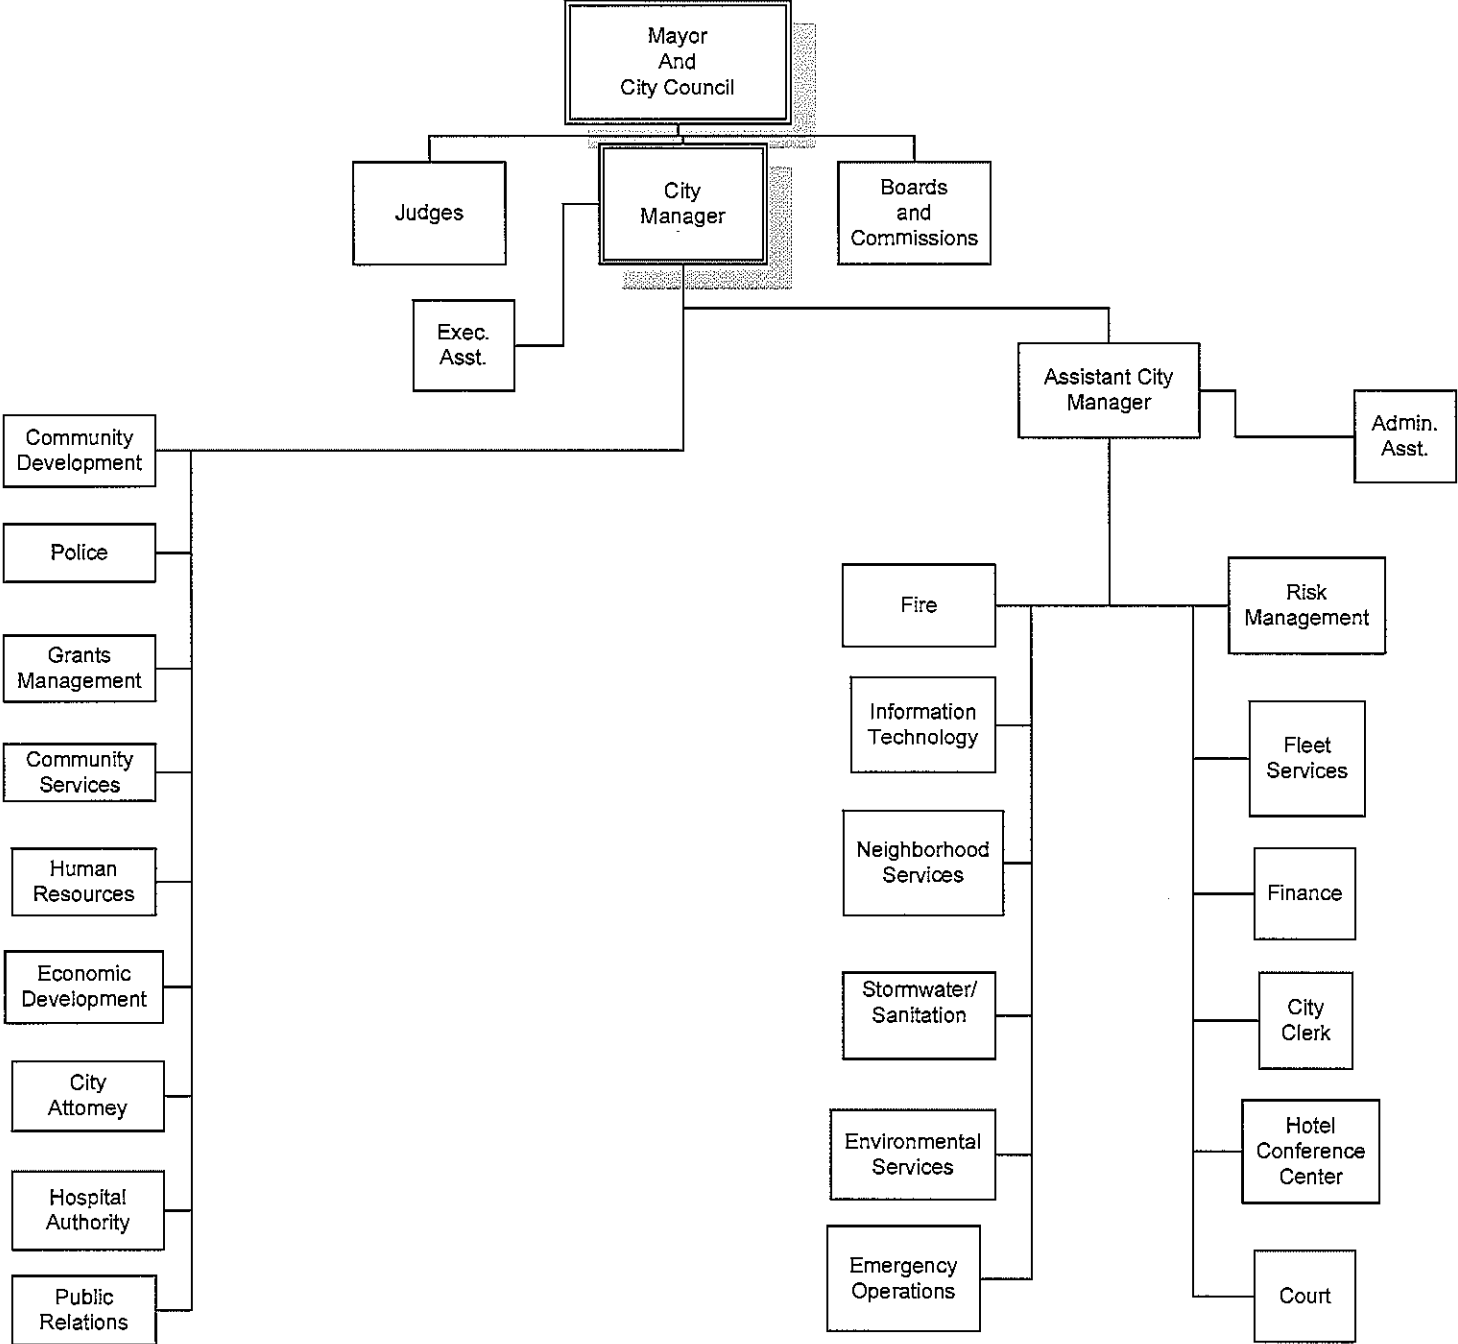 Mayor
And
City Council
Judges
City
Manager
Boards
and
Commissions
Exec.
Asst.
Assistant City
Manager
Admin.
Asst.
Community
Development
Police
Grants
Management
Community
Services
Human
Resources
Economic
Development
City
Attorney
Hospital
Authority
Public
Relations
Fire
Information
Technology
Neighborhood
Services
Stormwater/
Sanitation
Environmental
Services
Emergency
Operations
Risk
Management
Fleet
Services
Finance
City
Clerk
Hotel
Conference
Center
Court